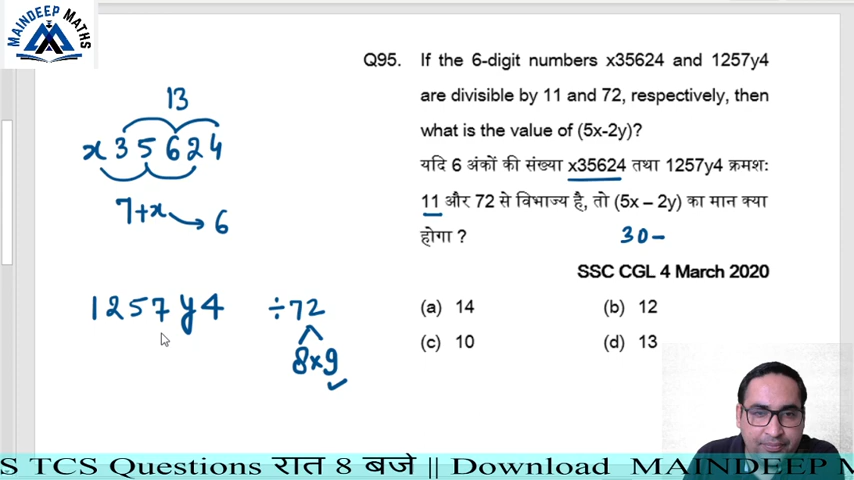 MAINDEEP MATHS
Q95. If the 6-digit numbers x35624 and 1257y4
are divisible by 11 and 72, respectively, then
what is the value of (5x-2y)?
यदि 6 अंकों की संख्या x35624 तथा 1257y4 क्रमश:
11 और 72 से विभाज्य है, तो (5x – 2y) का मान क्या
होगा ?
30 –
SSC CGL 4 March 2020
(a) 14
(b) 12
(c) 10
(d) 13
13
x35624
7+x → 6
1257y4 ÷72
8×9
S TCS Questions रात 8 बजे || Download MAINDEEP M